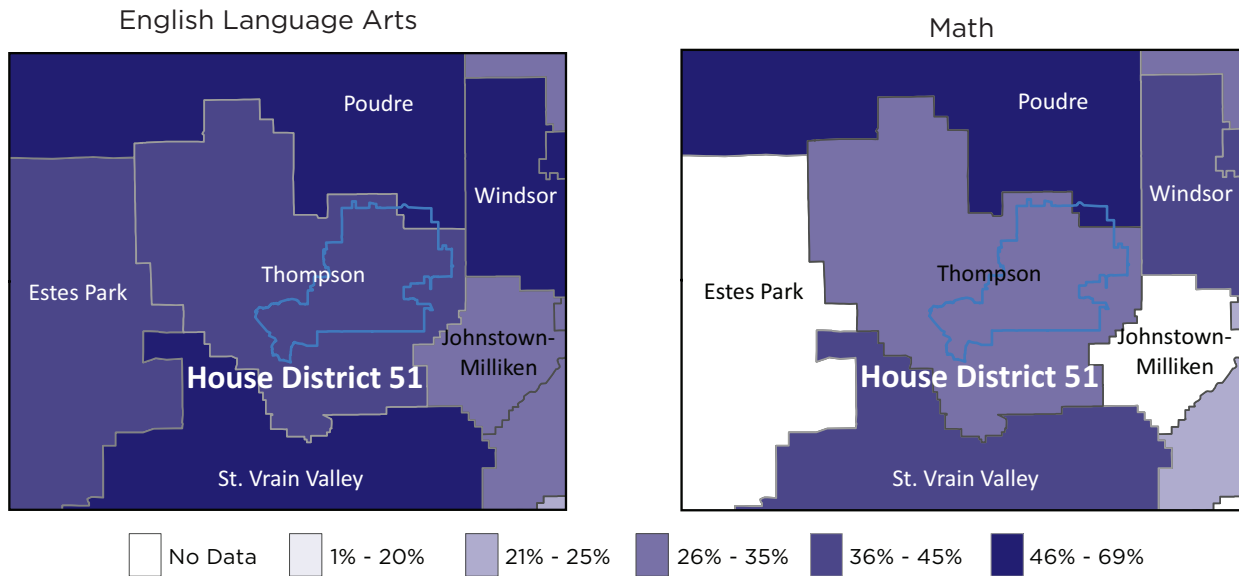 English Language Arts
Poudre
Windsor
Thompson
Estes Park
Johnstown-
Milliken
House District 51
St. Vrain Valley
Math
Poudre
Windsor
Thompson
Estes Park
Johnstown-
Milliken
House District 51
St. Vrain Valley
No Data
1% - 20%
21% - 25%
26% - 35%
36% - 45%
46% - 69%